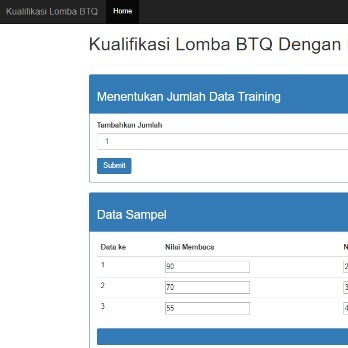 Kualifikasi Lomba BTQ Home
Kualifikasi Lomba BTQ Dengan
Menentukan Jumlah Data Training
Tambahkan Jumlah
1
Submit
Data Sampel
Data ke Nilai Membaca N
1 90 2
2 70 3
3 55 4